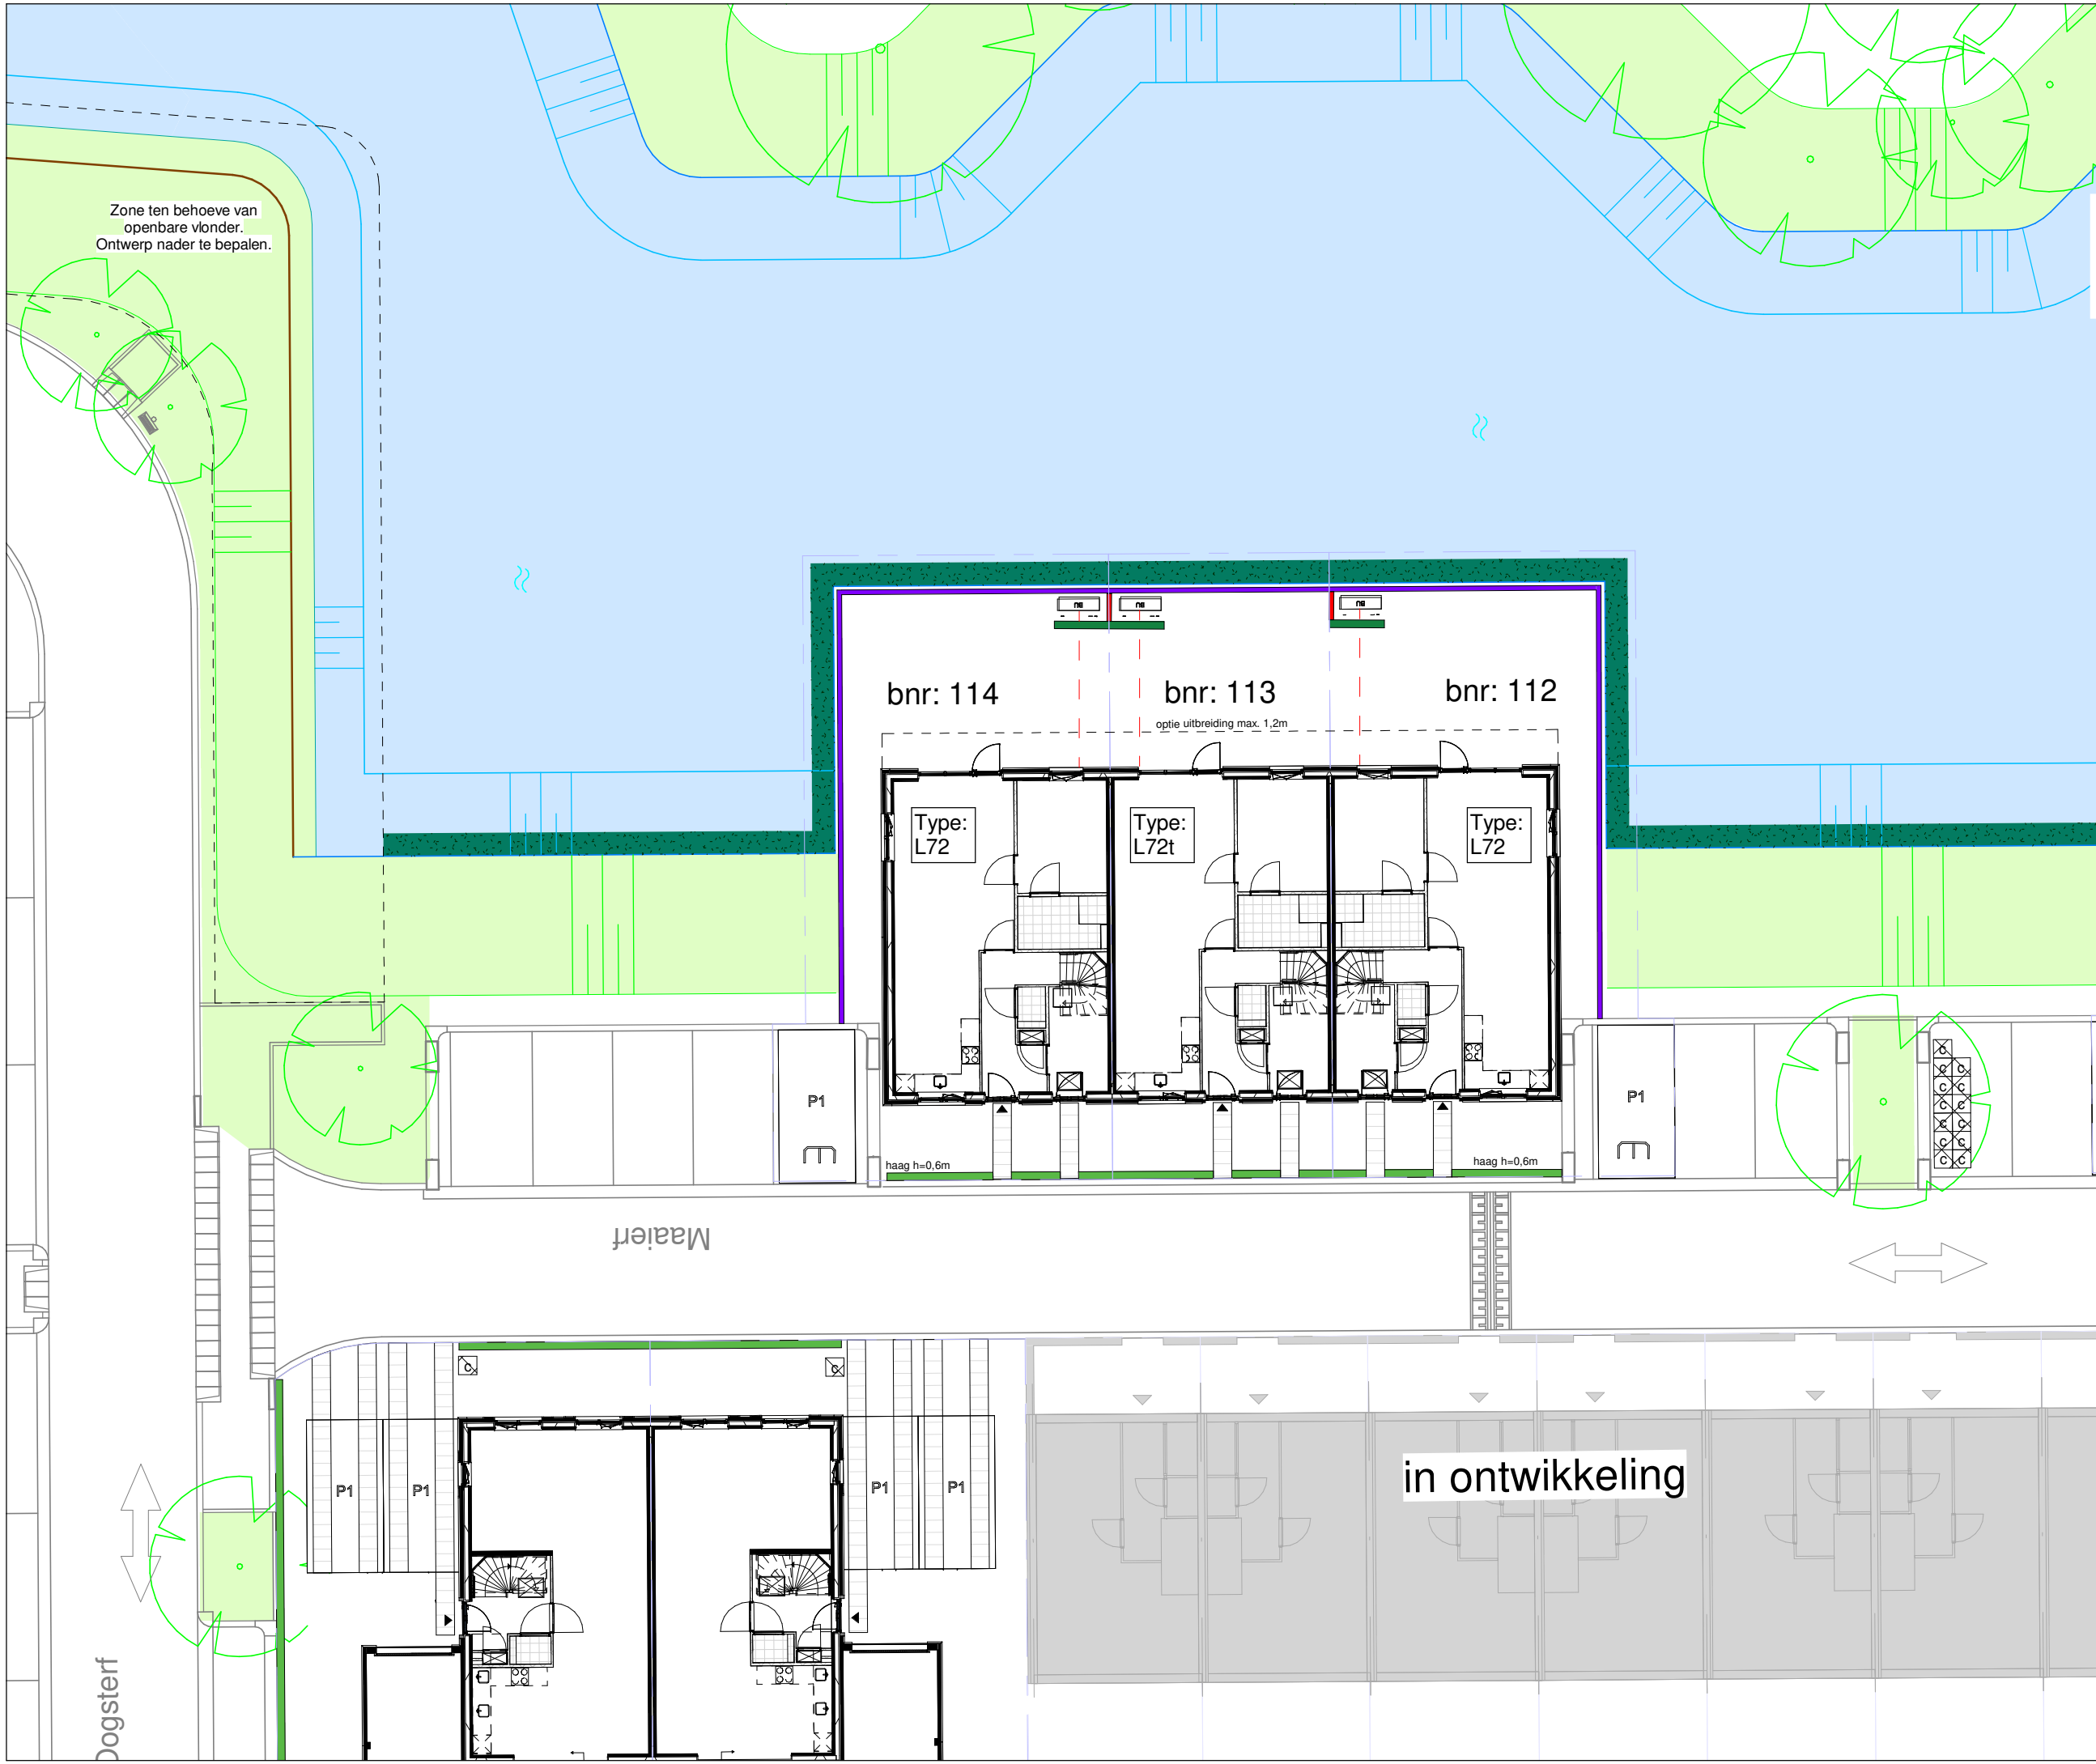 Zone ten behoeve van
openbare vlonder.
Ontwerp nader te bepalen.
bnr: 114
bnr: 113
bnr: 112
optie uitbreiding max. 1,2m
Type:
L72
Type:
L72t
Type:
L72
P1
P1
haag h=0,6m
haag h=0,6m
C
C C
C C
C C
C C
C C
C C
Maaierf
C
C
P1
P1
P1
P1
in ontwikkeling
Oogsterf